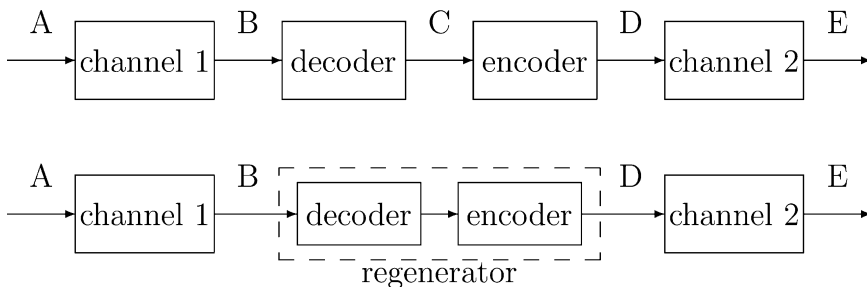 A B C D E
channel 1 decoder encoder channel 2
A B D E
channel 1 decoder encoder channel 2
regenerator